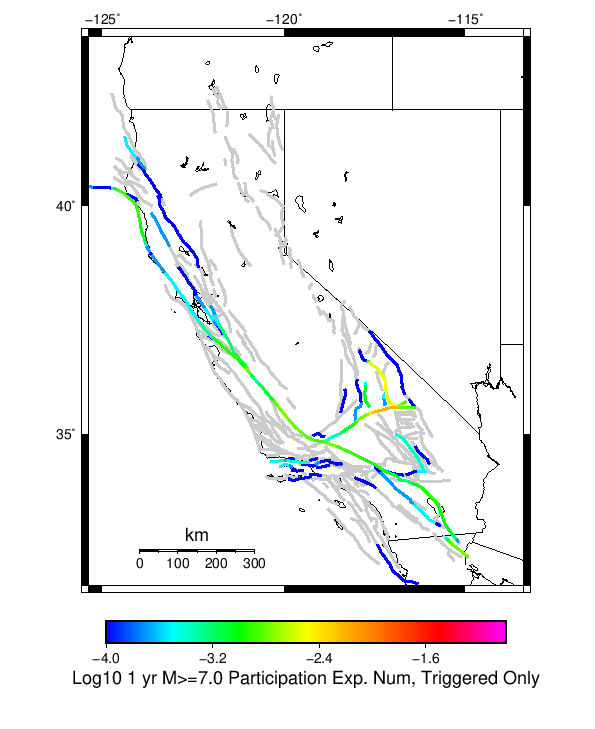 −125° −120° −115°
40°
35°
km
0 100 200 300
−4.0 −3.2 −2.4 −1.6
Log10 1 yr M>=7.0 Participation Exp. Num, Triggered Only